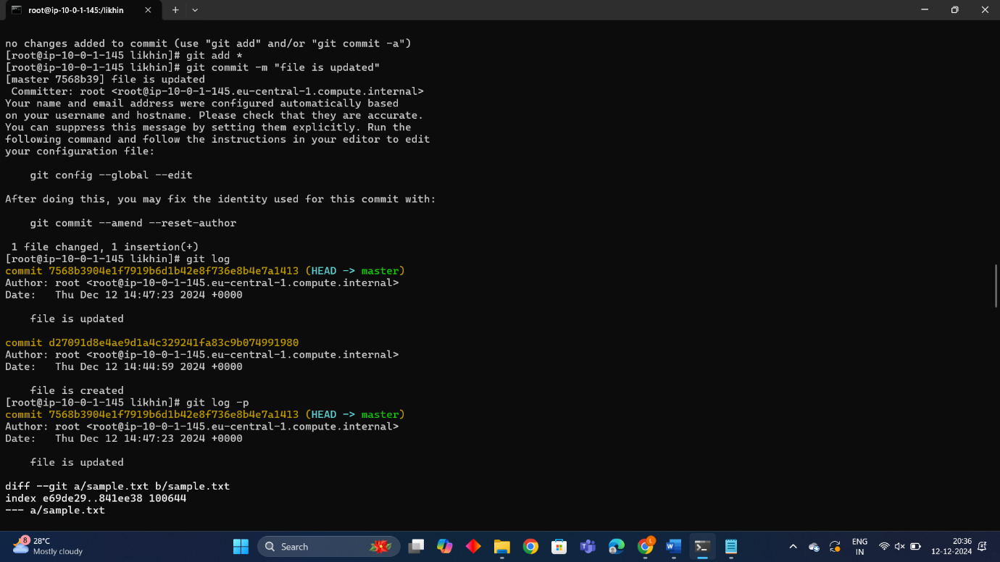 root@ip-10-0-1-145:/likhin
no changes added to commit (use "git add" and/or "git commit -a")
[root@ip-10-0-1-145 likhin]# git add *
[root@ip-10-0-1-145 likhin]# git commit -m "file is updated"
[master 7568b39] file is updated
 Committer: root <root@ip-10-0-1-145.eu-central-1.compute.internal>
Your name and email address were configured automatically based
on your username and hostname. Please check that they are accurate.
You can suppress this message by setting them explicitly. Run the
following command and follow the instructions in your editor to edit
your configuration file:
    git config --global --edit
After doing this, you may fix the identity used for this commit with:
    git commit --amend --reset-author
 1 file changed, 1 insertion(+)
[root@ip-10-0-1-145 likhin]# git log
commit 7568b3904e1f7919b6d1b42e8f736e8b4e7a1413 (HEAD -> master)
Author: root <root@ip-10-0-1-145.eu-central-1.compute.internal>
Date:   Thu Dec 12 14:47:23 2024 +0000
    file is updated
commit d27091d8e4ae9d1a4c329241fa83c9b074991980
Author: root <root@ip-10-0-1-145.eu-central-1.compute.internal>
Date:   Thu Dec 12 14:44:59 2024 +0000
    file is created
[root@ip-10-0-1-145 likhin]# git log -p
commit 7568b3904e1f7919b6d1b42e8f736e8b4e7a1413 (HEAD -> master)
Author: root <root@ip-10-0-1-145.eu-central-1.compute.internal>
Date:   Thu Dec 12 14:47:23 2024 +0000
    file is updated
diff --git a/sample.txt b/sample.txt
index e69de29..841ee38 100644
--- a/sample.txt
8
28°C
Mostly cloudy
Search
L
ENG
IN
20:36
12-12-2024